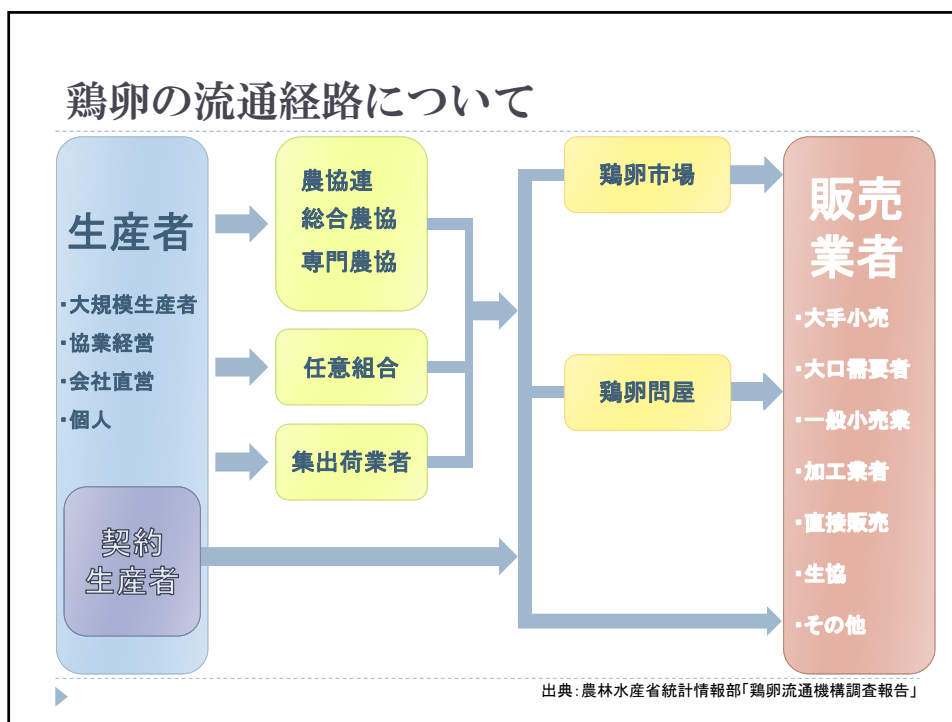 鶏卵の流通経路について
生産者
・大規模生産者
・協業経営
・会社直営
・個人
契約
生産者
農協連
総合農協
専門農協
任意組合
集出荷業者
鶏卵市場
鶏卵問屋
販売
業者
・大手小売
・大口需要者
・一般小売業
・加工業者
・直接販売
・生協
・その他
出典：農林水産省統計情報部「鶏卵流通機構調査報告」